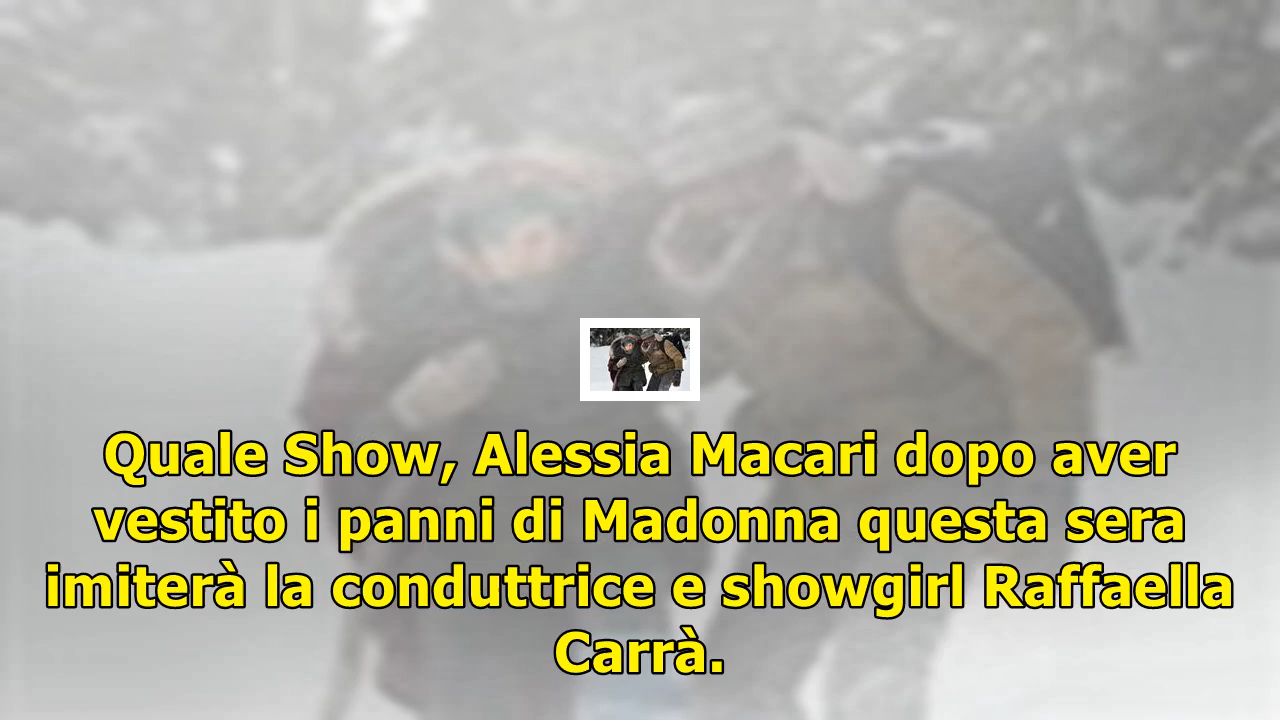 Quale Show, Alessia Macari dopo aver
vestito i panni di Madonna questa sera
imiterà la conduttrice e showgirl Raffaella
Carrà.